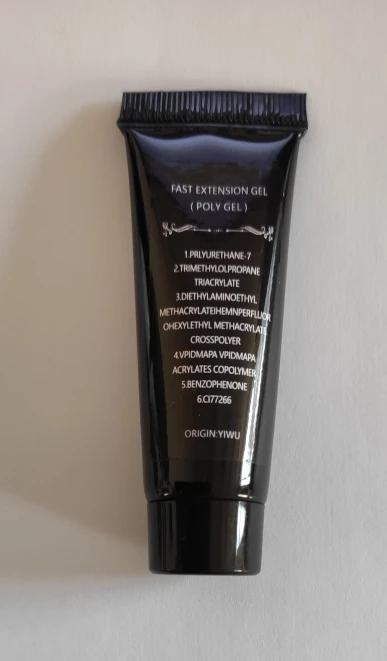 FAST EXTENSION GEL
( POLY GEL )
1.PRLYURETHANE-7
2.TRIMETHYLOLPROPANE
TRIACRYLATE
3.DIETHYLAMINOETHYL
METHACRYLATEIHEMNPERFLUOR
OHEXYLETHYL METHACRYLATE
CROSSPOLYER
4.VPIDMAPA VPIDMAPA
ACRYLATES COPOLYMER
5.BENZOPHENONE
6.CI77266
ORIGIN:YIWU